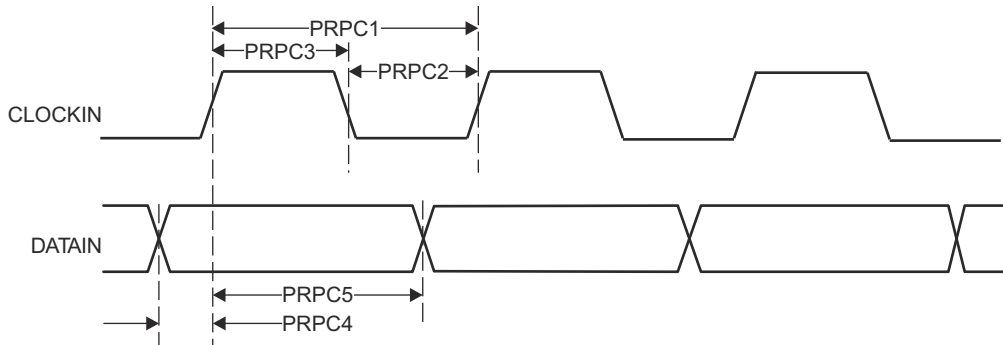 PRPC1
PRPC3
PRPC2
CLOCKIN
DATAIN
PRPC5
PRPC4